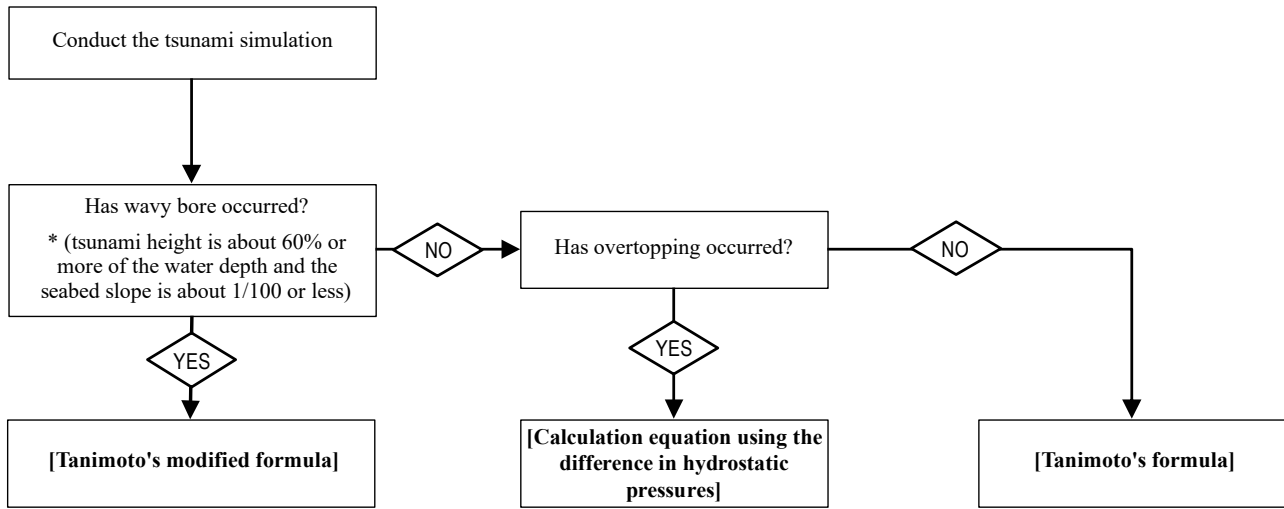 Conduct the tsunami simulation
Has wavy bore occurred?
* (tsunami height is about 60% or
more of the water depth and the
seabed slope is about 1/100 or less)
NO
Has overtopping occurred?
NO
YES
YES
[Tanimoto's modified formula]
[Calculation equation using the
difference in hydrostatic
pressures]
[Tanimoto's formula]